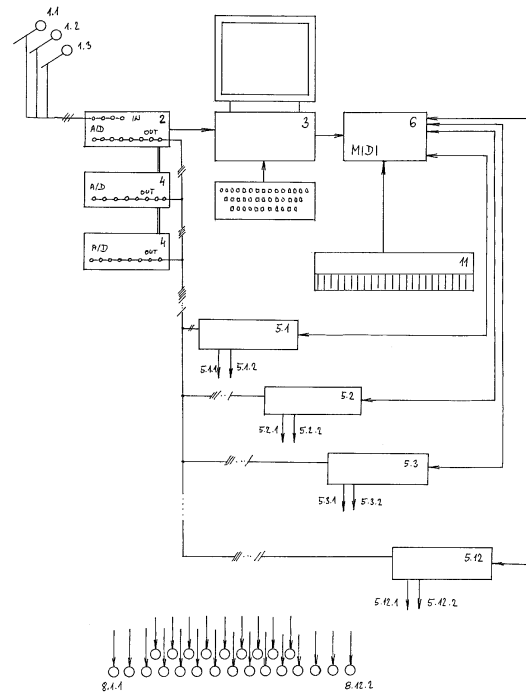 1.1
1.2
1.3
IN 2
A/D
OUT
3
6
MIDI
4
A/D OUT
4
A/D OUT
11
5.1
5.1.1 5.1.2
5.2
5.2.1 5.2.2
5.3
5.3.1 5.3.2
5.12
5.12.1 5.12.2
8.1.1 8.12.2